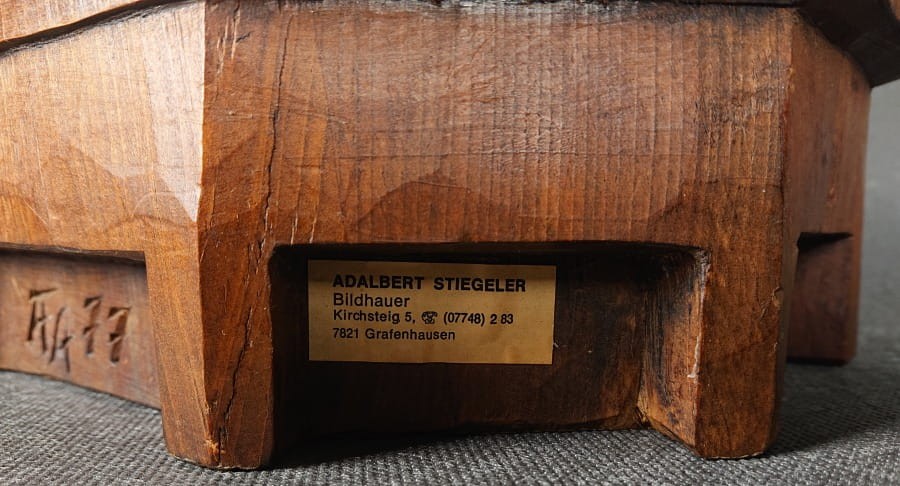 ADALBERT STIEGELER
Bildhauer
Kirchsteig 5, ☎ (07748) 2 83
7821 Grafenhausen
77